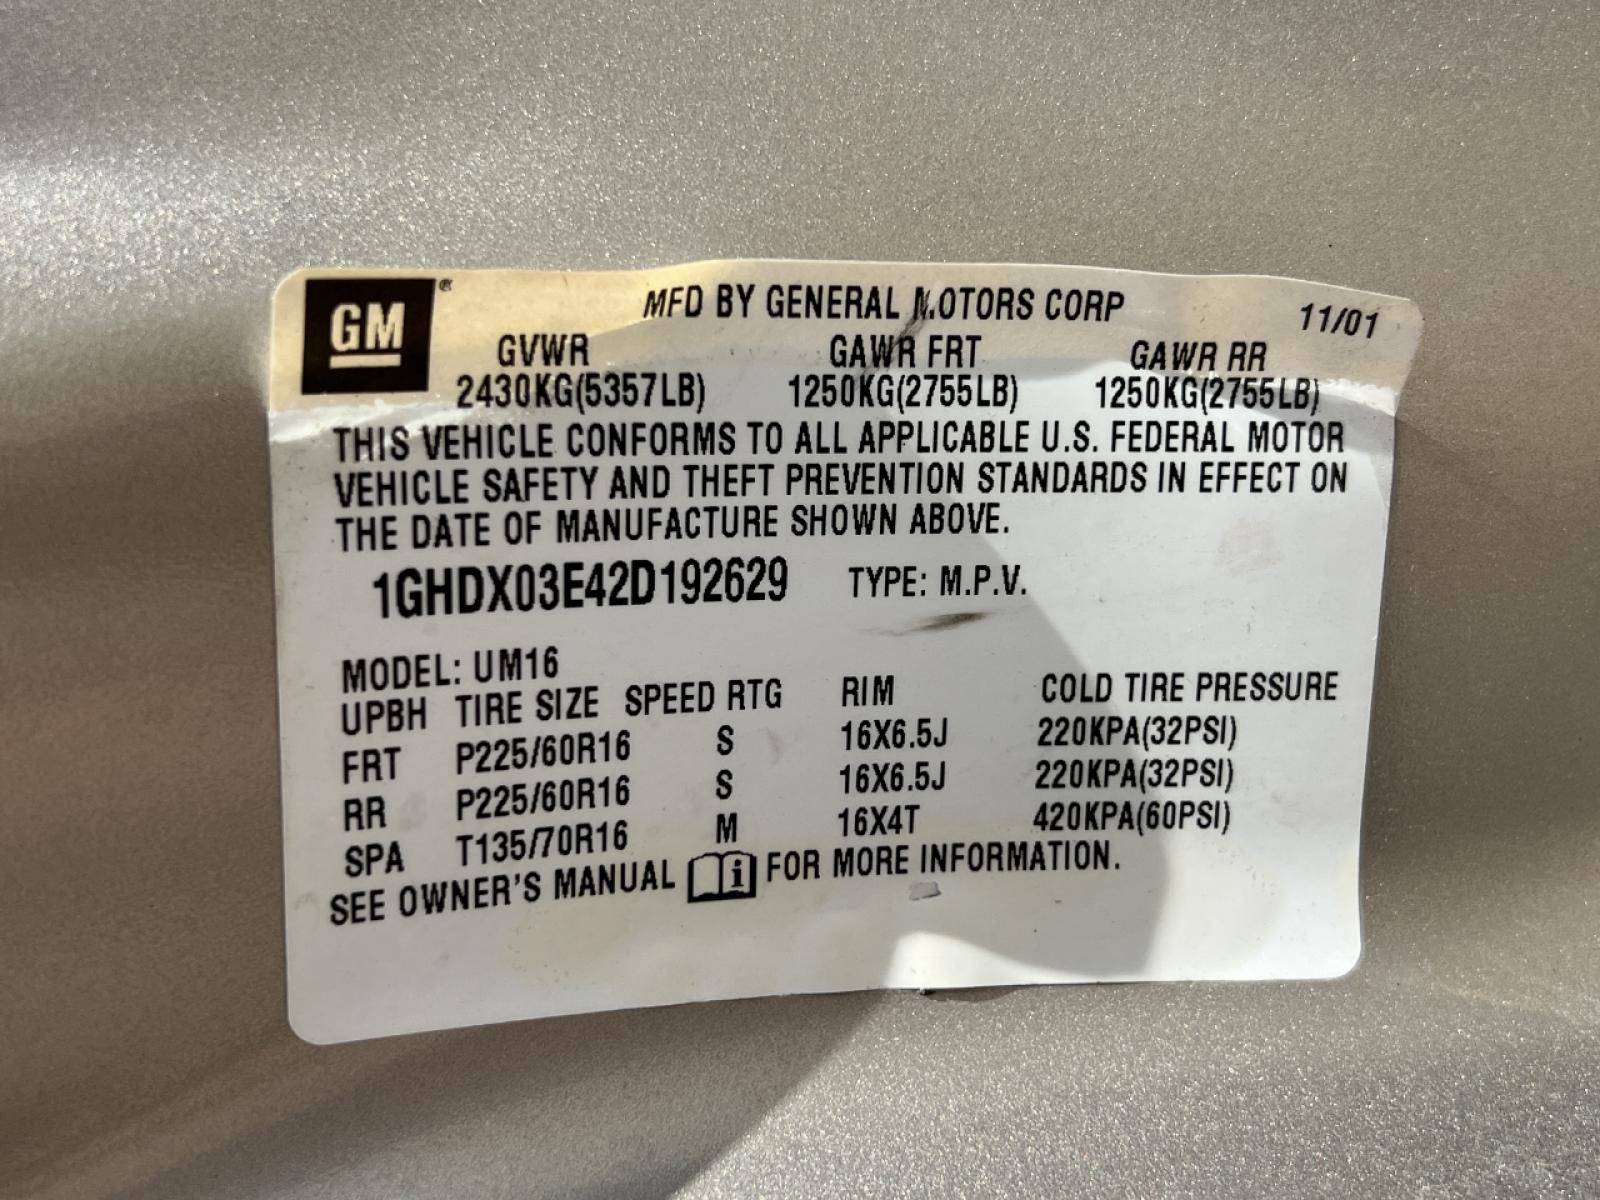 GM ® MFD BY GENERAL MOTORS CORP 11/01
GVWR GAWR FRT GAWR RR
2430KG(5357LB) 1250KG(2755LB) 1250KG(2755LB)
THIS VEHICLE CONFORMS TO ALL APPLICABLE U.S. FEDERAL MOTOR
VEHICLE SAFETY AND THEFT PREVENTION STANDARDS IN EFFECT ON
THE DATE OF MANUFACTURE SHOWN ABOVE.
1GHDX03E42D192629 TYPE: M.P.V.
MODEL: UM16
UPBH TIRE SIZE SPEED RTG RIM COLD TIRE PRESSURE
FRT P225/60R16 S 16X6.5J 220KPA(32PSI)
RR P225/60R16 S 16X6.5J 220KPA(32PSI)
SPA T135/70R16 M 16X4T 420KPA(60PSI)
SEE OWNER'S MANUAL i FOR MORE INFORMATION.